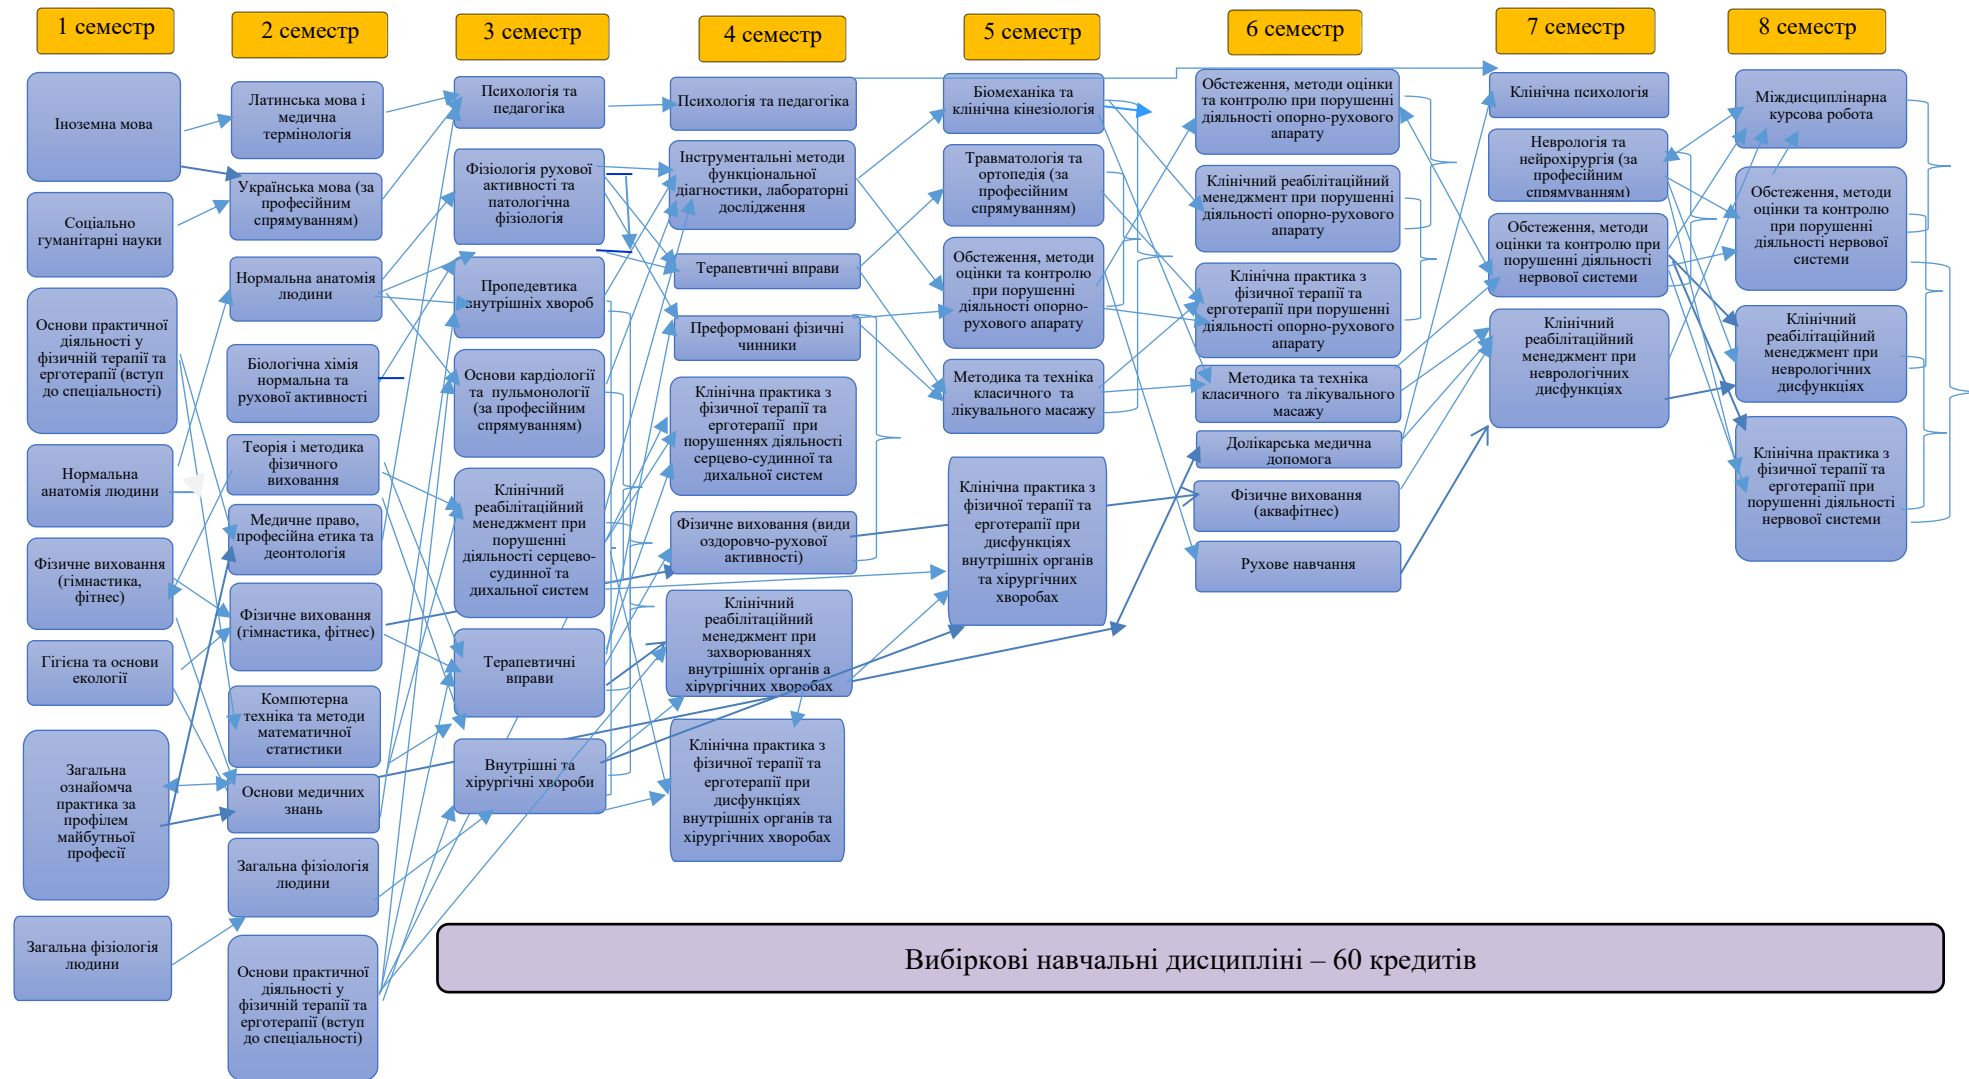 1 семестр
2 семестр
3 семестр
4 семестр
5 семестр
6 семестр
7 семестр
8 семестр
Іноземна мова
Соціально
гуманітарні науки
Основи практичної
діяльності у
фізичній терапії та
ерготерапії (вступ
до спеціальності)
Нормальна
анатомія людини
Фізичне виховання
(гімнастика,
фітнес)
Гігієна та основи
екології
Загальна
ознайомча
практика за
профілем
майбутньої
професії
Загальна фізіологія
людини
Латинська мова і
медична
термінологія
Українська мова (за
професійним
спрямуванням)
Нормальна анатомія
людини
Біологічна хімія
нормальна та
рухової активності
Теорія і методика
фізичного
виховання
Медичне право,
професійна етика та
деонтологія
Фізичне виховання
(гімнастика, фітнес)
Компютерна
техніка та методи
математичної
статистики
Основи медичних
знань
Загальна фізіологія
людини
Основи практичної
діяльності у
фізичній терапії та
ерготерапії (вступ
до спеціальності)
Психологія та
педагогіка
Фізіологія рухової
активності та
патологічна
фізіологія
Пропедевтика
внутрішніх хвороб
Основи кардіології
та пульмонології
(за професійним
спрямуванням)
Клінічний
реабілітаційний
менеджмент при
порушенні
діяльності серцево-
судинної та
дихальної систем
Терапевтичні
вправи
Внутрішні та
хірургічні хвороби
Психологія та педагогіка
Інструментальні методи
функціональної
діагностики, лабораторні
дослідження
Терапевтичні вправи
Преформовані фізичні
чинники
Клінічна практика з
фізичної терапії та
ерготерапії при
порушеннях діяльності
серцево-судинної та
дихальної систем
Фізичне виховання (види
оздоровчо-рухової
активності)
Клінічний
реабілітаційний
менеджмент при
захворюваннях
внутрішніх органів а
хірургічних хворобах
Клінічна практика з
фізичної терапії та
ерготерапії при
дисфункціях
внутрішніх органів та
хірургічних хворобах
Біомеханіка та
клінічна кінезіологія
Травматологія та
ортопедія (за
професійним
спрямуванням)
Обстеження, методи
оцінки та контролю
при порушенні
діяльності опорно-
рухового апарату
Методика та техніка
класичного та
лікувального масажу
Клінічна практика з
фізичної терапії та
ерготерапії при
дисфункціях
внутрішніх органів
та хірургічних
хворобах
Обстеження, методи оцінки
та контролю при порушенні
діяльності опорно-рухового
апарату
Клінічний реабілітаційний
менеджмент при порушенні
діяльності опорно-рухового
апарату
Клінічна практика з
фізичної терапії та
ерготерапії при порушенні
діяльності опорно-рухового
апарату
Методика та техніка
класичного та лікувального
масажу
Долікарська медична
допомога
Фізичне виховання
(аквафітнес)
Рухове навчання
Клінічна психологія
Неврологія та
нейрохірургія (за
професійним
спрямуванням)
Обстеження, методи
оцінки та контролю при
порушенні діяльності
нервової системи
Клінічний
реабілітаційний
менеджмент при
неврологічних
дисфункціях
Міждисциплінарна
курсова робота
Обстеження, методи
оцінки та контролю
при порушенні
діяльності нервової
системи
Клінічний
реабілітаційний
менеджмент при
неврологічних
дисфункціях
Клінічна практика з
фізичної терапії та
ерготерапії при
порушенні діяльності
нервової системи
Вибіркові навчальні дисципліні – 60 кредитів